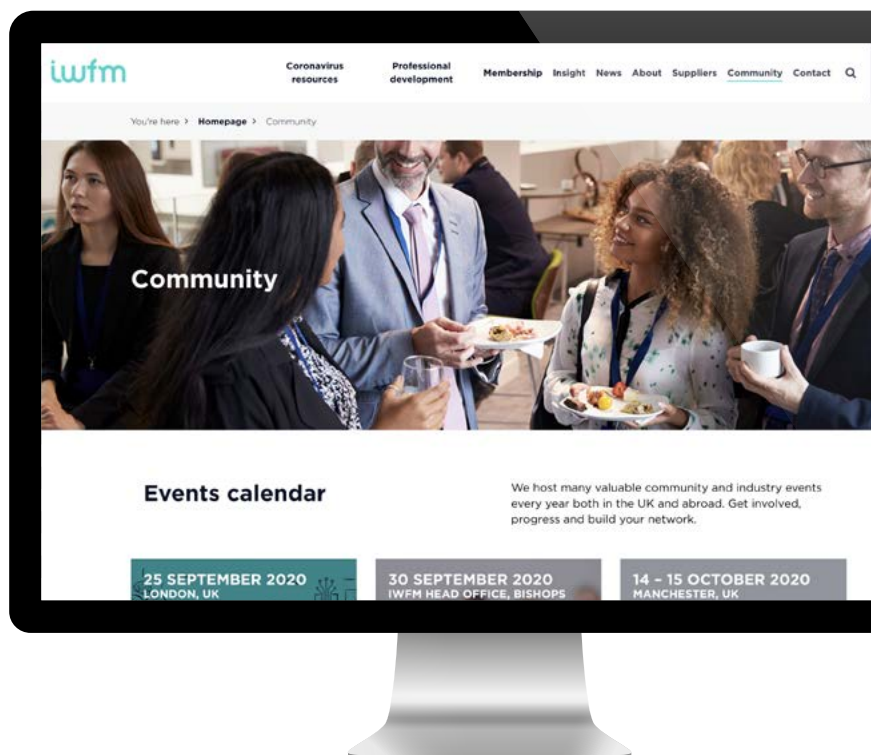 iwfm
Coronavirus
resources
Professional
development
Membership Insight News About Suppliers Community Contact
You're here > Homepage > Community
Community
Events calendar
We host many valuable community and industry events
every year both in the UK and abroad. Get involved,
progress and build your network.
25 SEPTEMBER 2020
LONDON, UK
30 SEPTEMBER 2020
IWFM HEAD OFFICE, BISHOPS
14 – 15 OCTOBER 2020
MANCHESTER, UK